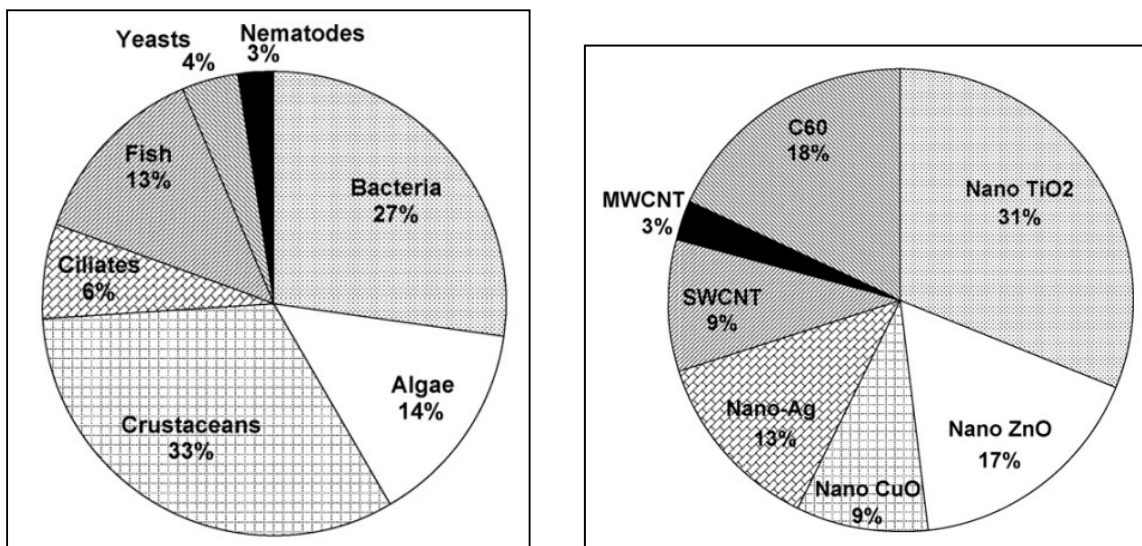 Nematodes
3%
Yeasts
4%
Fish
13%
Bacteria
27%
Ciliates
6%
Algae
14%
Crustaceans
33%
C60
18%
Nano TiO2
31%
MWCNT
3%
SWCNT
9%
Nano-Ag
13%
Nano ZnO
17%
Nano CuO
9%